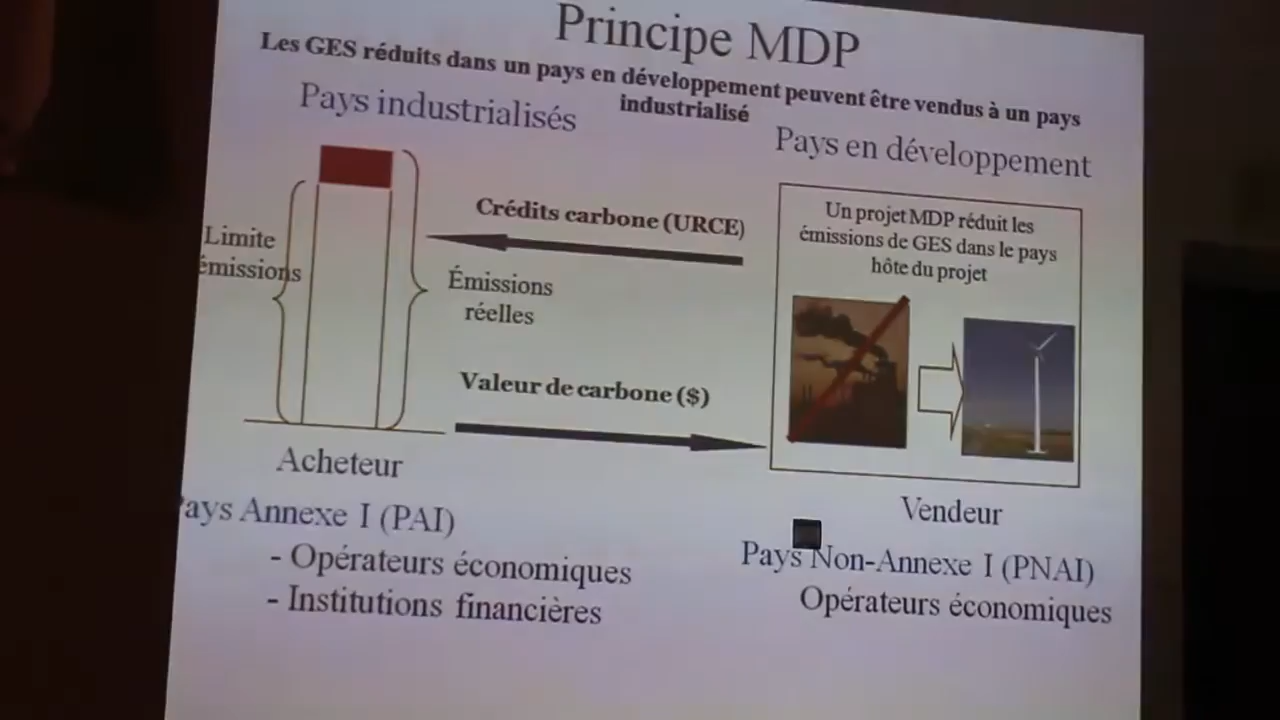 Principe MDP
Les GES réduits dans un pays en développement peuvent être vendus à un pays
industrialisé
Pays industrialisés
Pays en développement
Limite
émissions
Crédits carbone (URCE)
Émissions
réelles
Valeur de carbone ($)
Un projet MDP réduit les
émissions de GES dans le pays
hôte du projet
Acheteur
Pays Annexe I (PAI)
- Opérateurs économiques
- Institutions financières
Vendeur
Pays Non-Annexe I (PNAI)
Opérateurs économiques